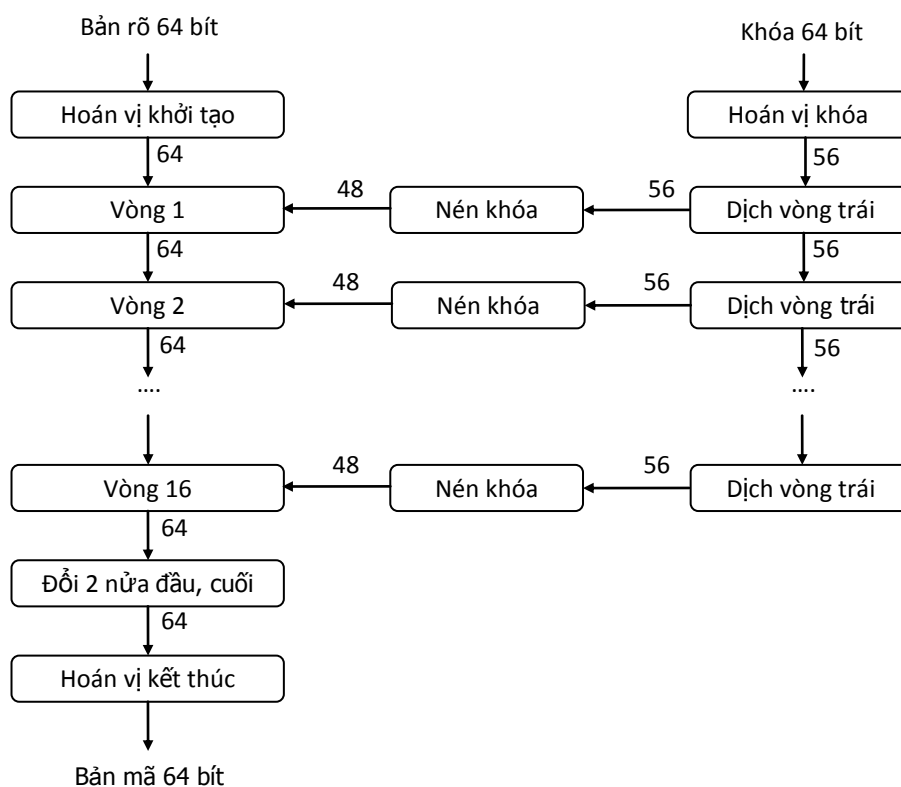 Bản rõ 64 bít
Khóa 64 bít
Hoán vị khởi tạo
Hoán vị khóa
64
56
Vòng 1
48
Nén khóa
56
Dịch vòng trái
64
56
Vòng 2
48
Nén khóa
56
Dịch vòng trái
64
56
....
....
Vòng 16
48
Nén khóa
56
Dịch vòng trái
64
Đổi 2 nửa đầu, cuối
64
Hoán vị kết thúc
Bản mã 64 bít